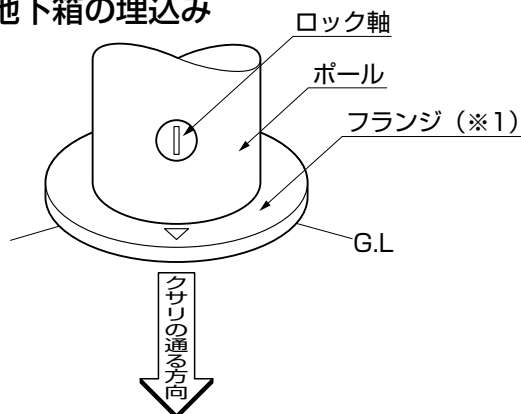 地下箱の埋込み
ロック軸
ポール
フランジ（※1）
G.L
クサリの通る方向